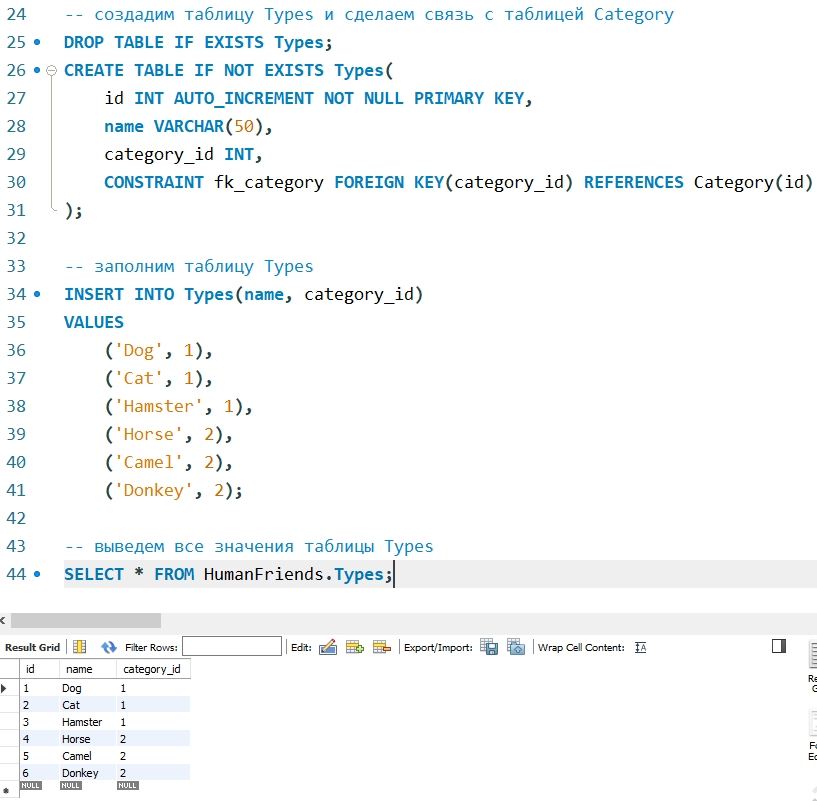 24 -- создадим таблицу Types и сделаем связь с таблицей Category
25 DROP TABLE IF EXISTS Types;
26 CREATE TABLE IF NOT EXISTS Types(
27 id INT AUTO_INCREMENT NOT NULL PRIMARY KEY,
28 name VARCHAR(50),
29 category_id INT,
30 CONSTRAINT fk_category FOREIGN KEY(category_id) REFERENCES Category(id)
31 );
32
33 -- заполним таблицу Types
34 INSERT INTO Types(name, category_id)
35 VALUES
36 ('Dog', 1),
37 ('Cat', 1),
38 ('Hamster', 1),
39 ('Horse', 2),
40 ('Camel', 2),
41 ('Donkey', 2);
42
43 -- выведем все значения таблицы Types
44 SELECT * FROM HumanFriends.Types;
Result Grid Filter Rows: Edit: Export/Import: Wrap Cell Content:
id name category_id
1 Dog 1
2 Cat 1
3 Hamster 1
4 Horse 2
5 Camel 2
6 Donkey 2
NULL NULL NULL